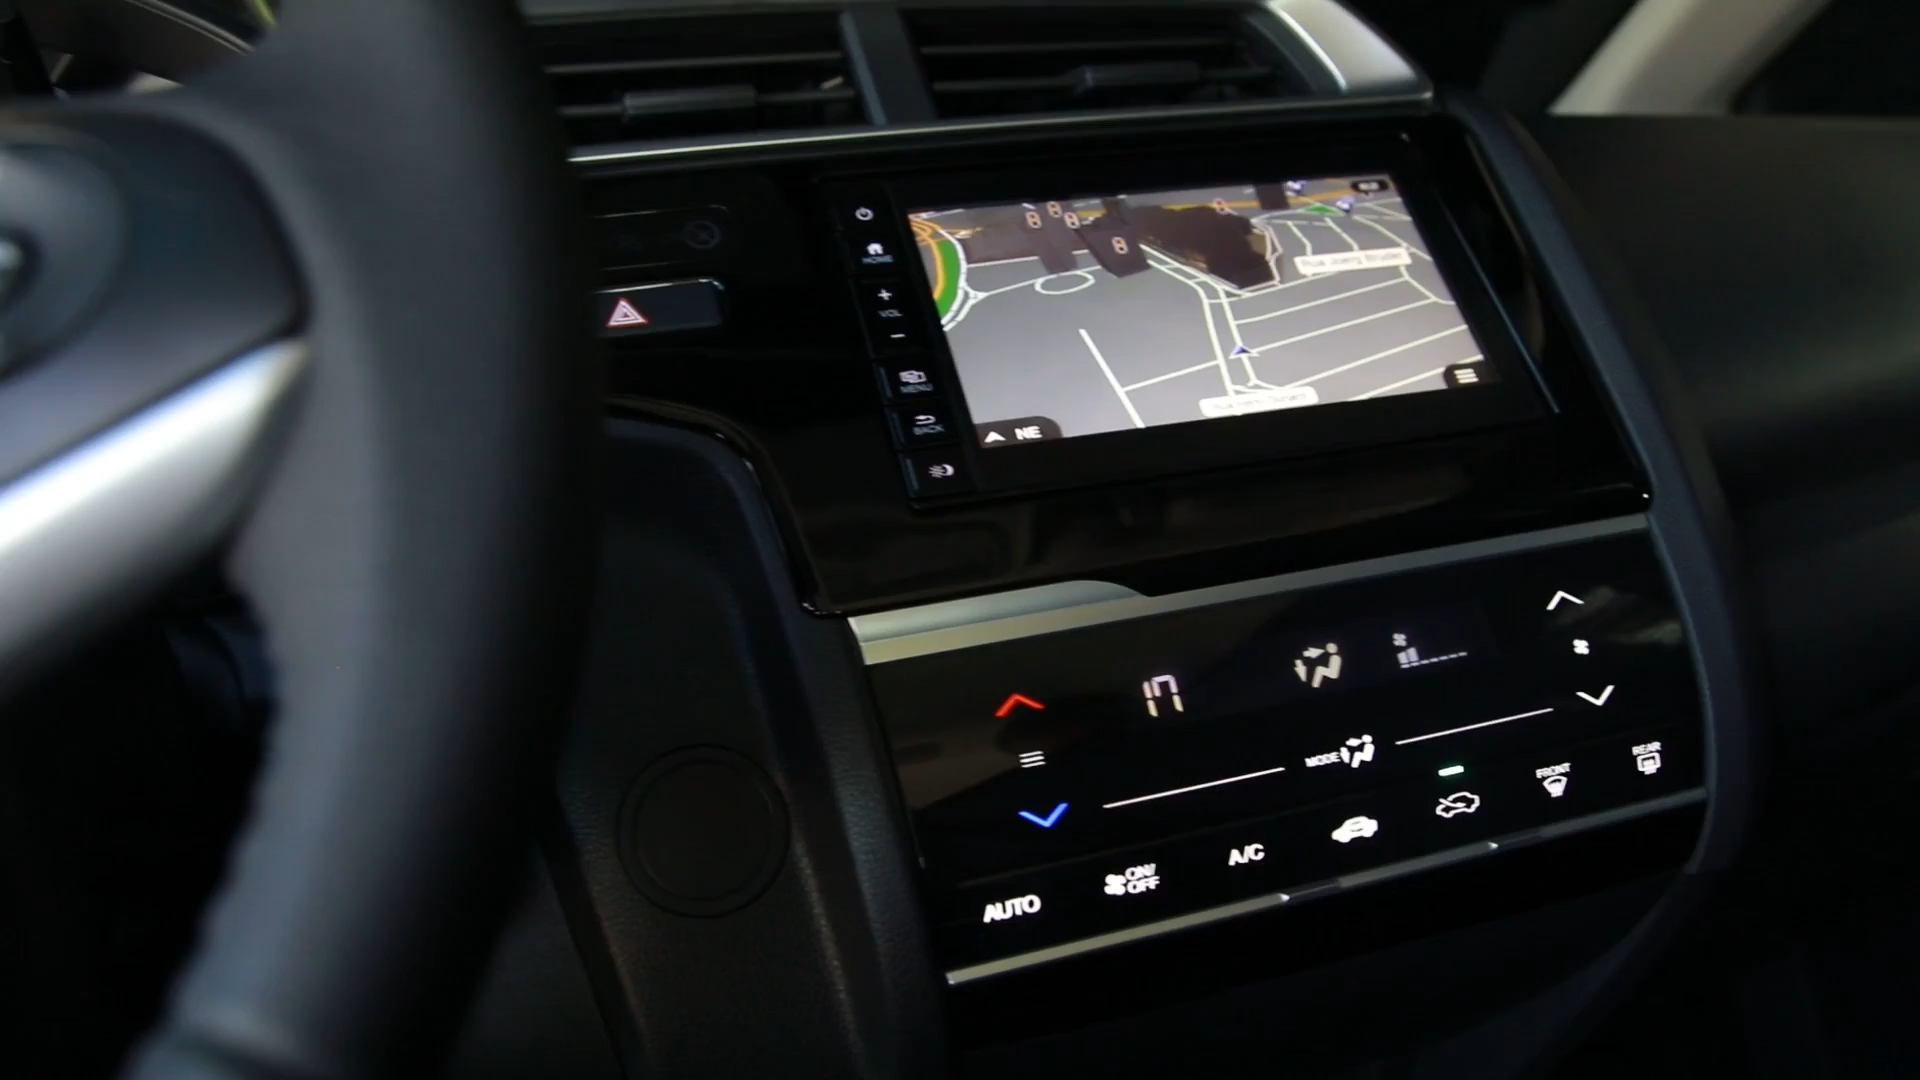 HOME
+
VOL
-
MENU
BACK
NE
17
MODE
REAR
FRONT
A/C
ON/
OFF
AUTO